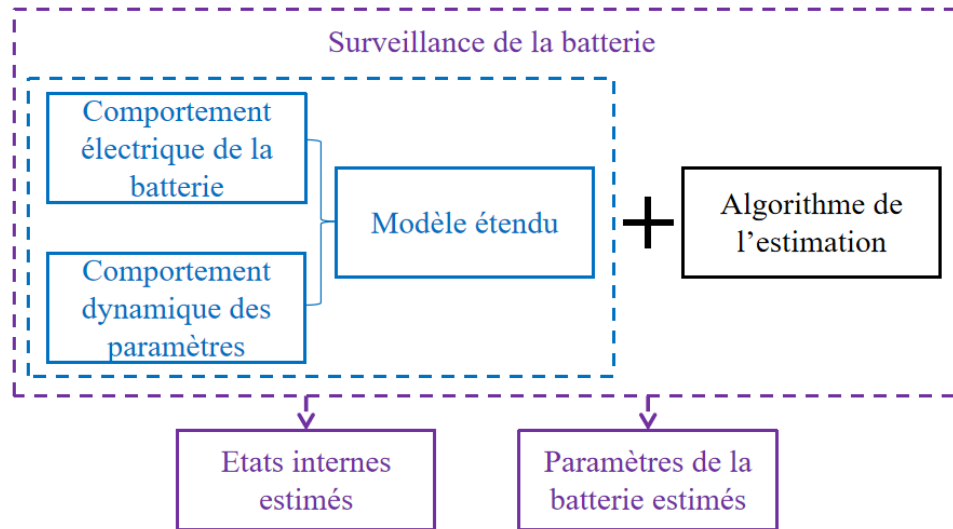 Surveillance de la batterie
Comportement
électrique de la
batterie
Modèle étendu
Algorithme de
l’estimation
Comportement
dynamique des
paramètres
Etats internes
estimés
Paramètres de la
batterie estimés